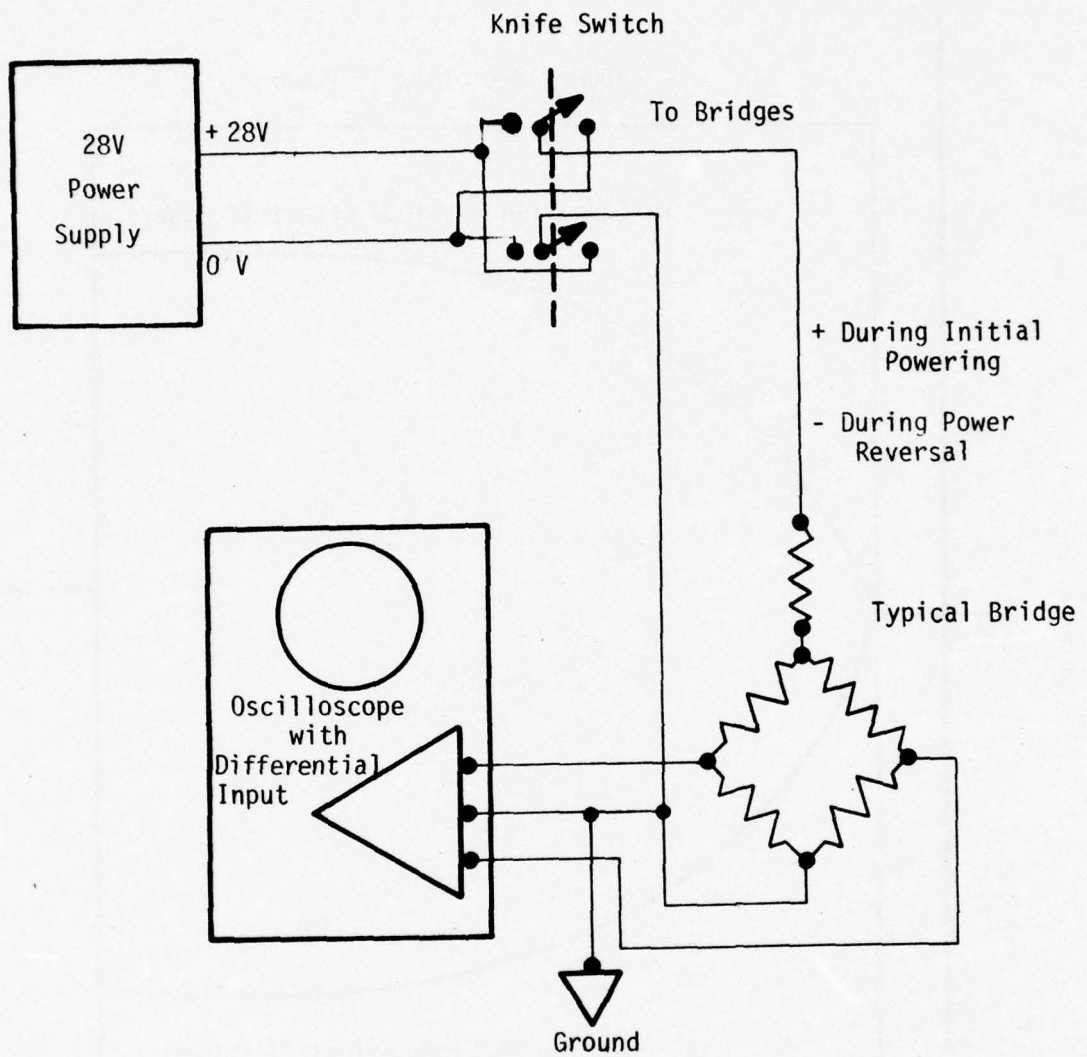 Knife Switch
28V
Power
Supply
+ 28V
0 V
To Bridges
+ During Initial
Powering
- During Power
Reversal
Typical Bridge
Oscilloscope
with
Differential
Input
Ground